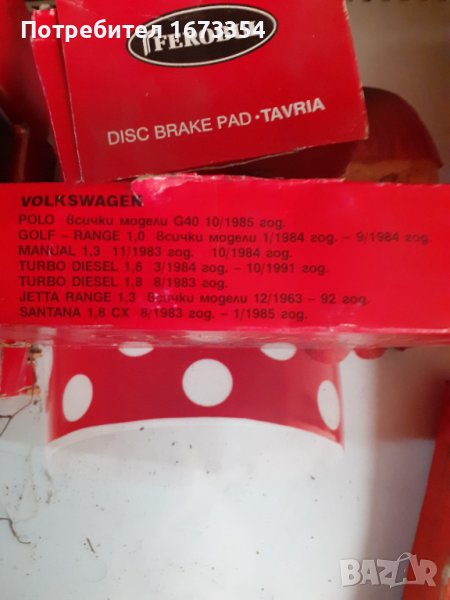 Потребител 1673354
FERODO
DISC BRAKE PAD · TAVRIA
VOLKSWAGEN
POLO всички модели G40 10/1985 год.
GOLF - RANGE 1,0 всички модели 1/1984 год. - 9/1984 год.
MANUAL 1,3 11/1983 год. - 10/1984 год.
TURBO DIESEL 1,6 3/1984 год. - 10/1991 год.
TURBO DIESEL 1,8 8/1983 год.
JETTA RANGE 1,3 всички модели 12/1963 - 92 год.
SANTANA 1,8 CX 8/1983 год. - 1/1985 год.
BAZAR